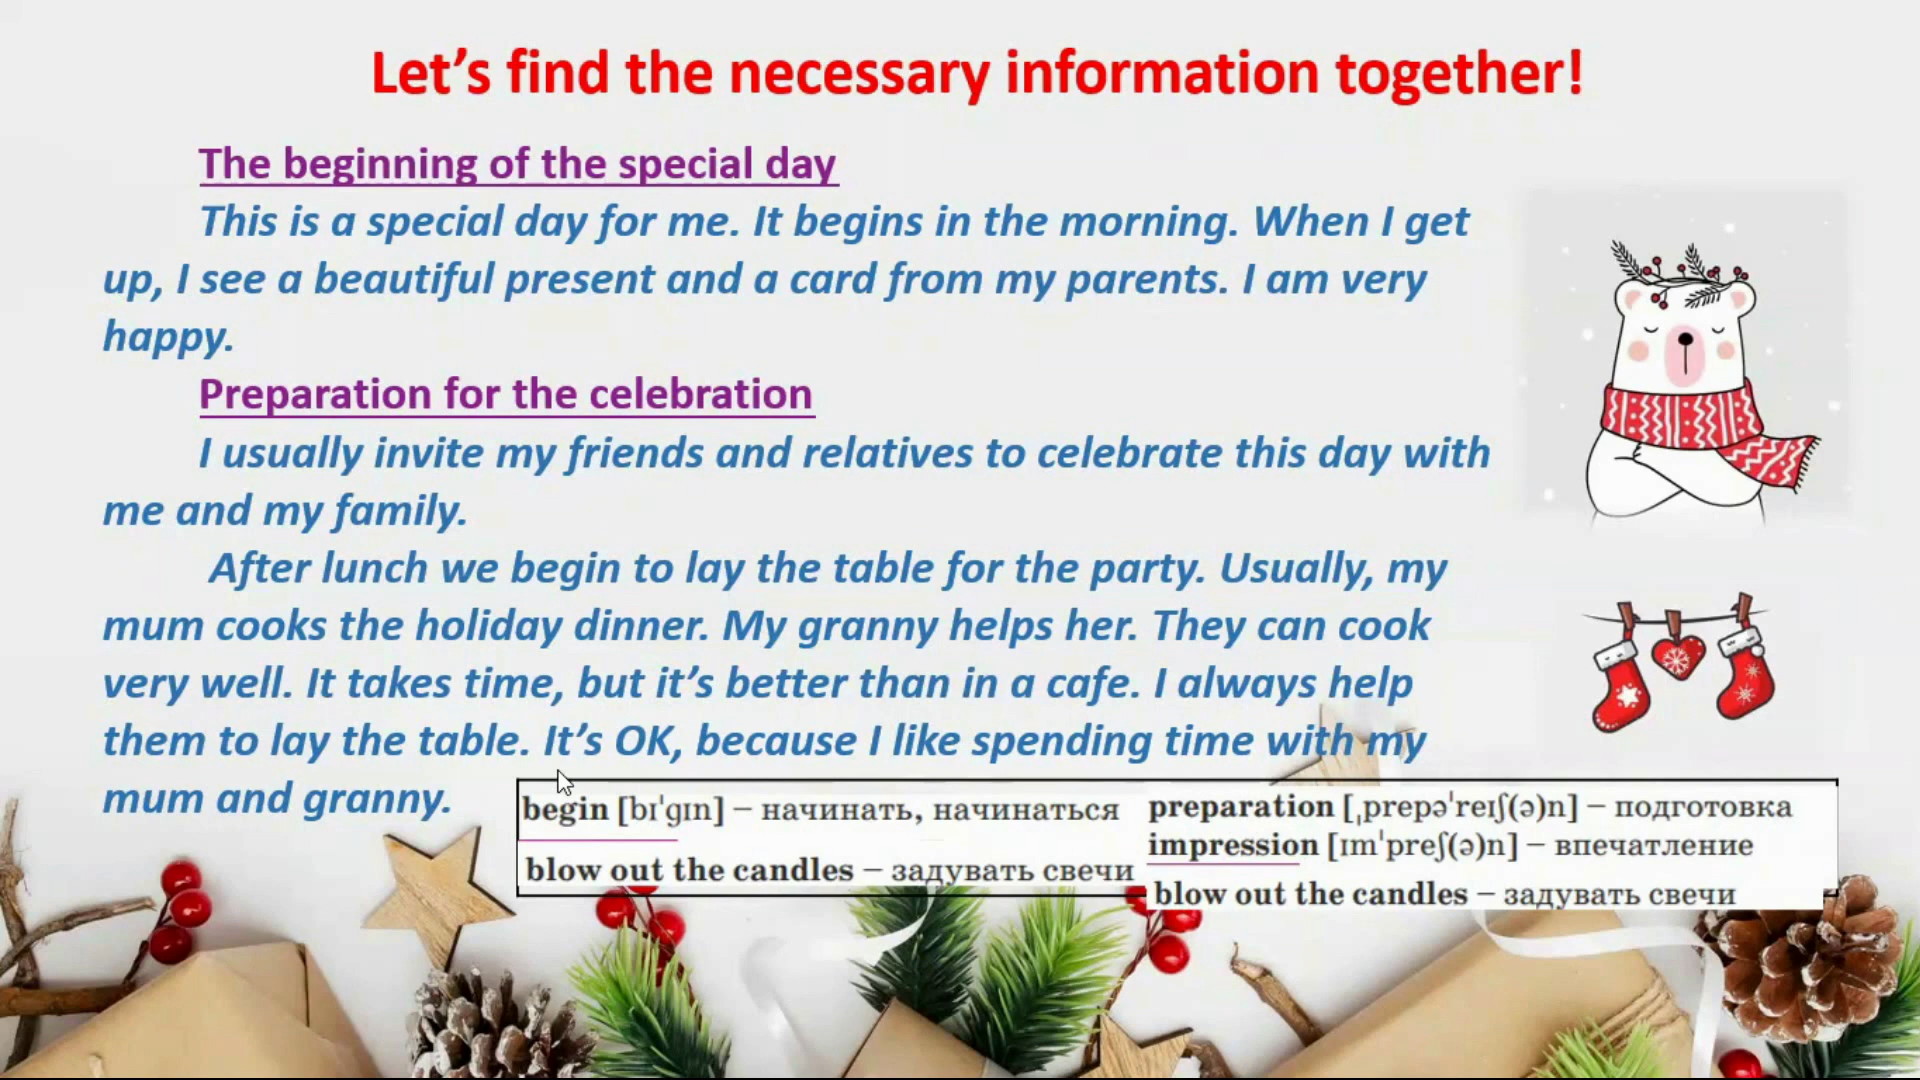 Let’s find the necessary information together!
The beginning of the special day
This is a special day for me. It begins in the morning. When I get
up, I see a beautiful present and a card from my parents. I am very
happy.
Preparation for the celebration
I usually invite my friends and relatives to celebrate this day with
me and my family.
After lunch we begin to lay the table for the party. Usually, my
mum cooks the holiday dinner. My granny helps her. They can cook
very well. It takes time, but it’s better than in a cafe. I always help
them to lay the table. It’s OK, because I like spending time with my
mum and granny.
begin [bɪˈɡɪn] – начинать, начинаться
blow out the candles – задувать свечи
preparation [ˌprepəˈreɪʃ(ə)n] – подготовка
impression [ɪmˈpreʃ(ə)n] – впечатление
blow out the candles – задувать свечи